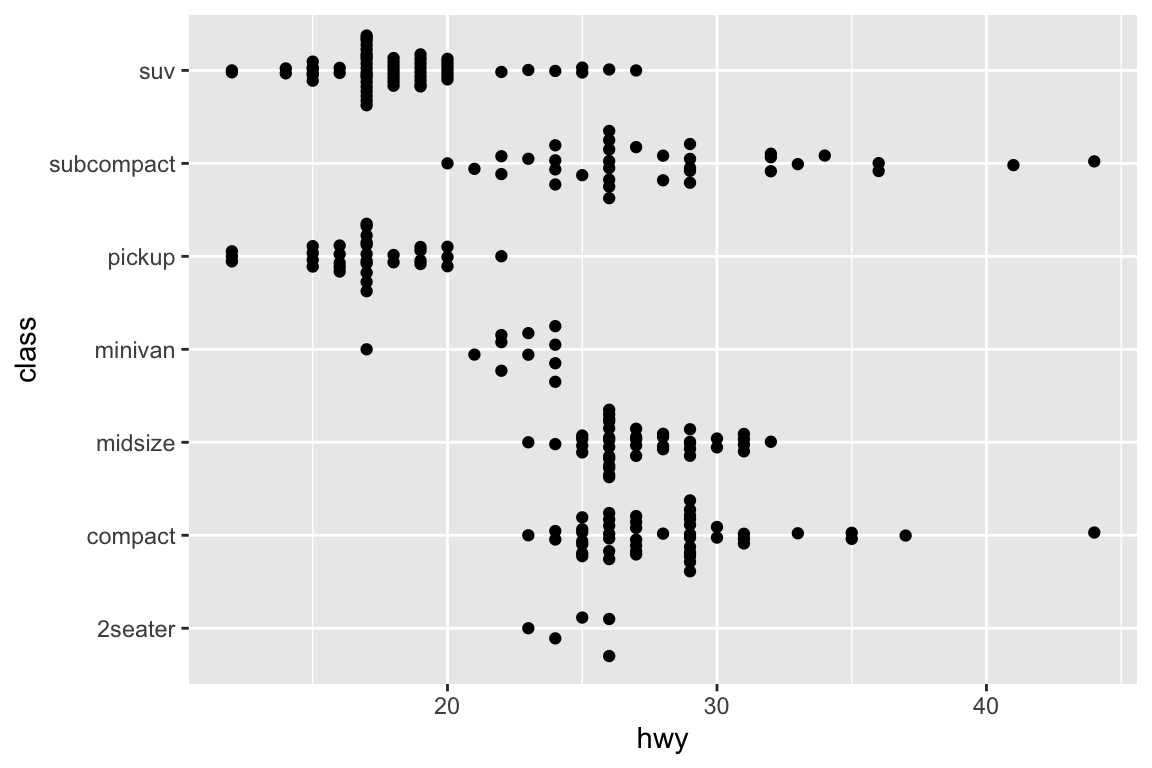 suv
subcompact
pickup
minivan
midsize
compact
2seater
class
20 30 40
hwy